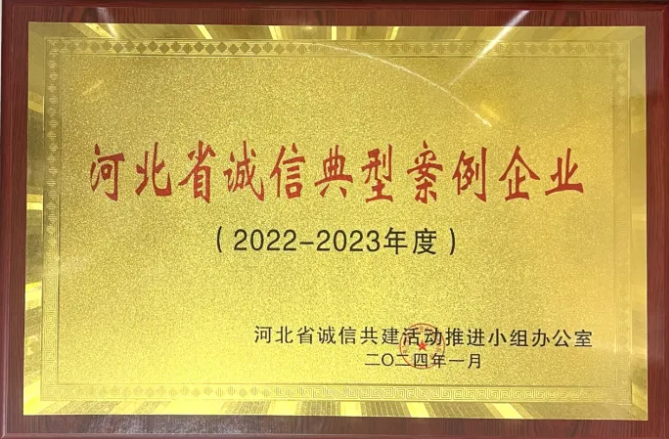 河北省诚信典型案例企业
（2022-2023年度）
河北省诚信共建活动推进小组办公室
二〇二四年一月